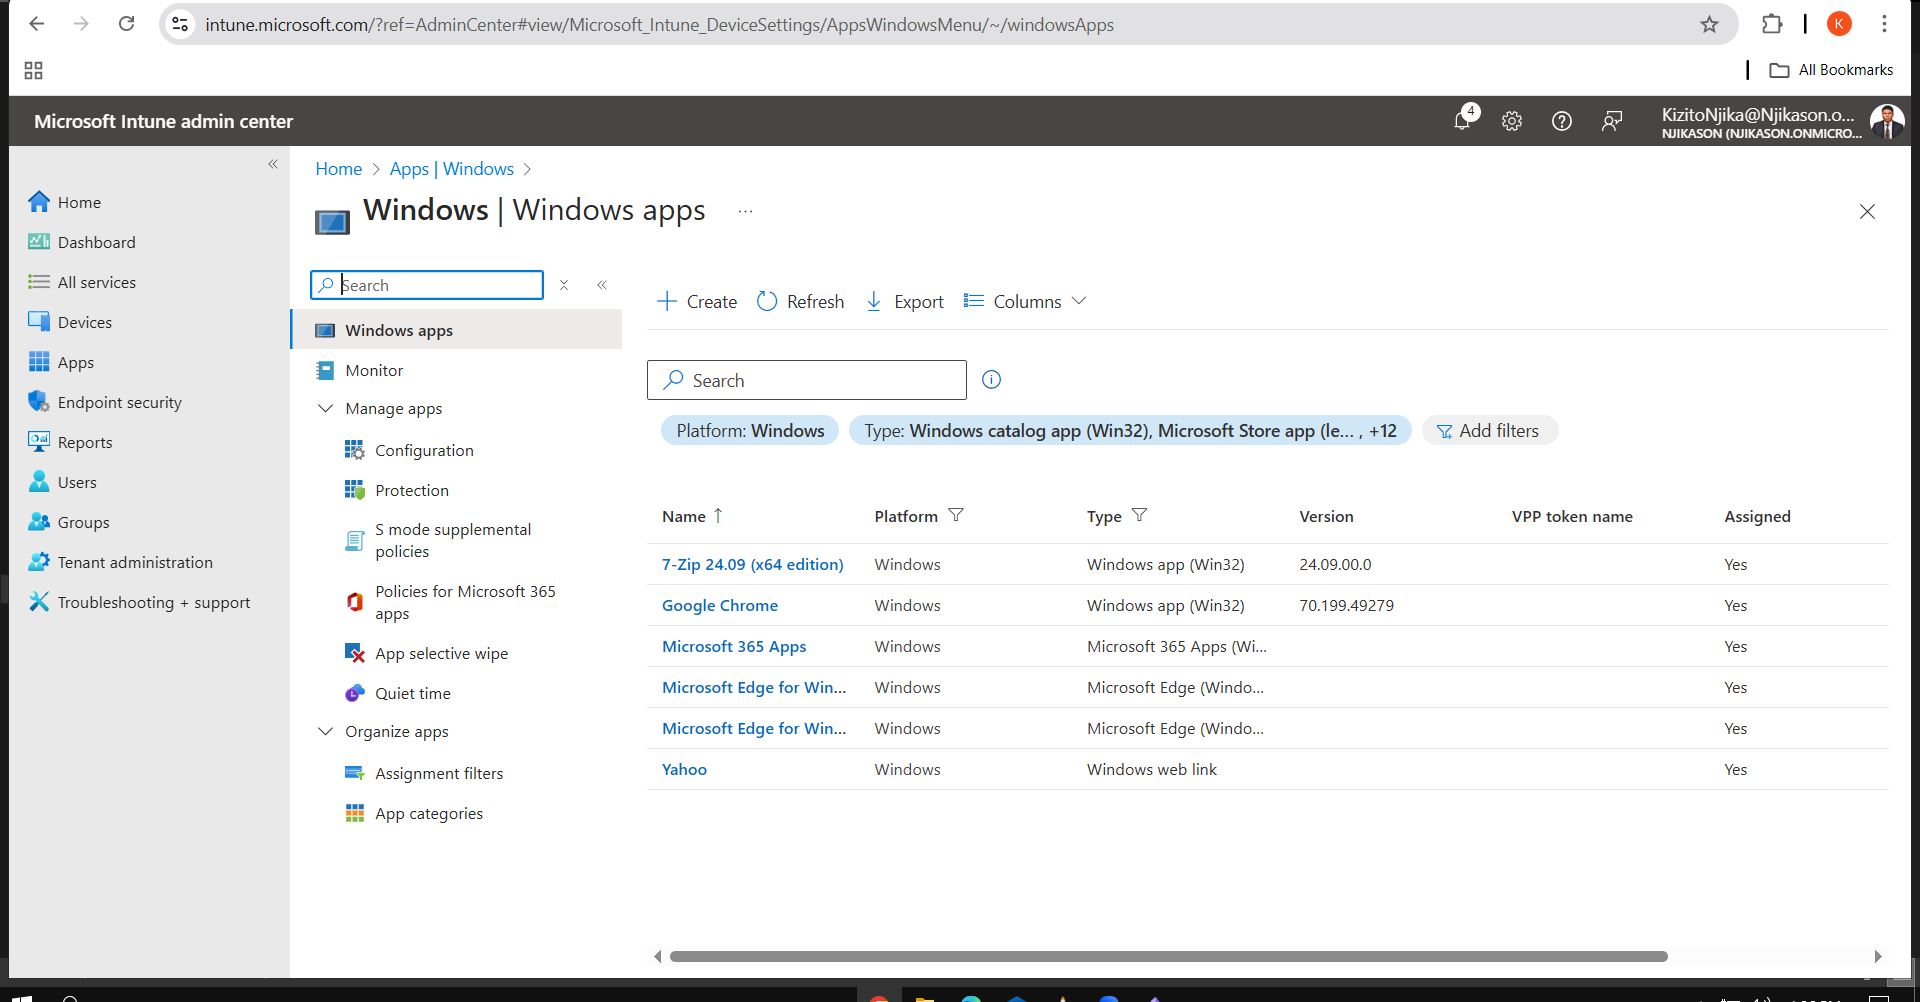 intune.microsoft.com/?ref=AdminCenter#view/Microsoft_Intune_DeviceSettings/AppsWindowsMenu/~/windowsApps
K
All Bookmarks
Microsoft Intune admin center
4
KizitoNjika@Njikason.o...
NJIKASON (NJIKASON.ONMICRO...
Home
Dashboard
All services
Devices
Apps
Endpoint security
Reports
Users
Groups
Tenant administration
Troubleshooting + support
Home > Apps | Windows >
Windows | Windows apps ...
Search
Windows apps
Monitor
Manage apps
Configuration
Protection
S mode supplemental
policies
Policies for Microsoft 365
apps
App selective wipe
Quiet time
Organize apps
Assignment filters
App categories
Create Refresh Export Columns
Search
Platform: Windows Type: Windows catalog app (Win32), Microsoft Store app (le... , +12 Add filters
Name Platform Type Version VPP token name Assigned
7-Zip 24.09 (x64 edition) Windows Windows app (Win32) 24.09.00.0 Yes
Google Chrome Windows Windows app (Win32) 70.199.49279 Yes
Microsoft 365 Apps Windows Microsoft 365 Apps (Wi... Yes
Microsoft Edge for Win... Windows Microsoft Edge (Windo... Yes
Microsoft Edge for Win... Windows Microsoft Edge (Windo... Yes
Yahoo Windows Windows web link Yes